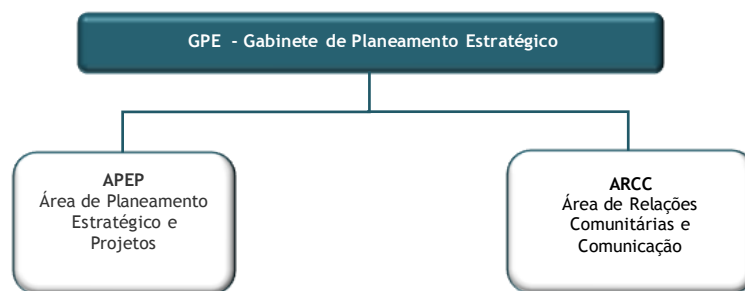 GPE - Gabinete de Planeamento Estratégico
APEP
Área de Planeamento
Estratégico e
Projetos
ARCC
Área de Relações
Comunitárias e
Comunicação